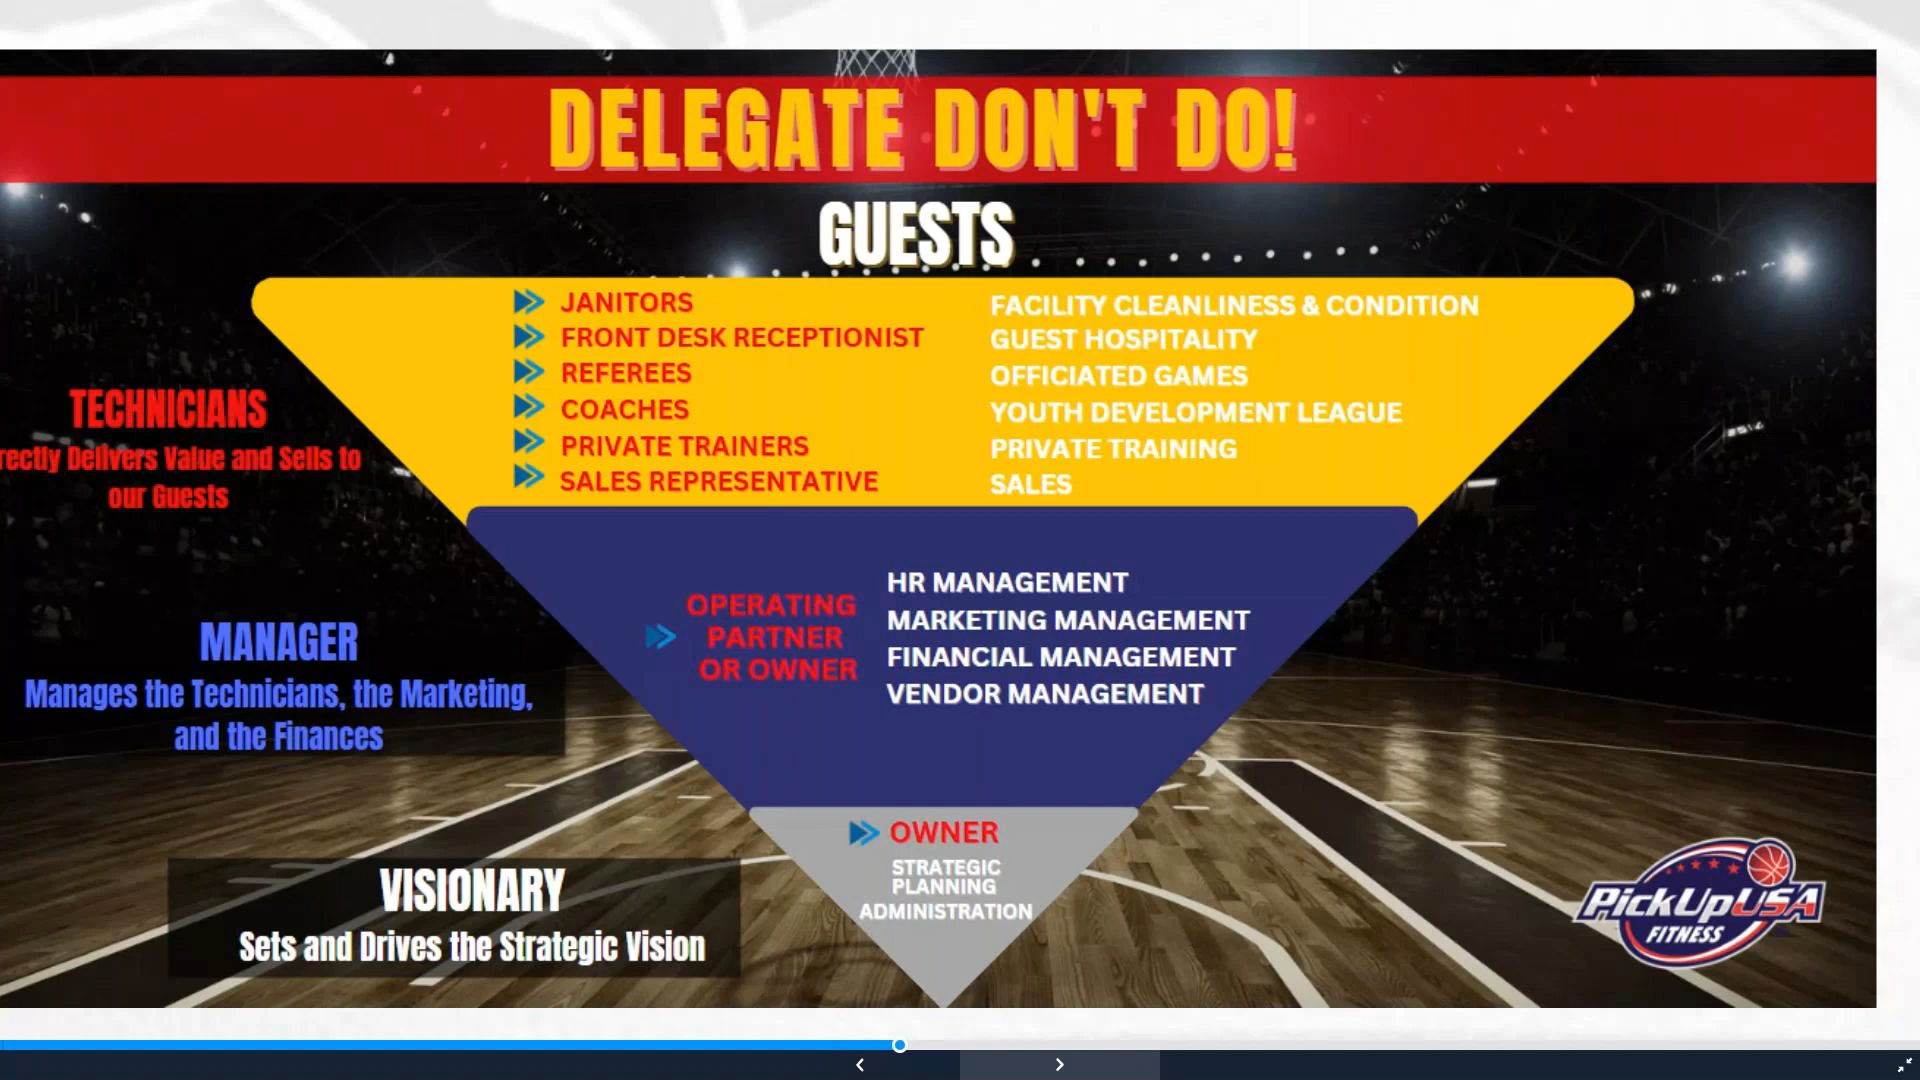 DELEGATE DON'T DO!
GUESTS
JANITORS
FRONT DESK RECEPTIONIST
REFEREES
COACHES
PRIVATE TRAINERS
SALES REPRESENTATIVE
FACILITY CLEANLINESS & CONDITION
GUEST HOSPITALITY
OFFICIATED GAMES
YOUTH DEVELOPMENT LEAGUE
PRIVATE TRAINING
SALES
TECHNICIANS
rectly Delivers Value and Sells to
our Guests
OPERATING
PARTNER
OR OWNER
HR MANAGEMENT
MARKETING MANAGEMENT
FINANCIAL MANAGEMENT
VENDOR MANAGEMENT
MANAGER
Manages the Technicians, the Marketing,
and the Finances
OWNER
STRATEGIC
PLANNING
ADMINISTRATION
VISIONARY
Sets and Drives the Strategic Vision
PickUpUSA
FITNESS